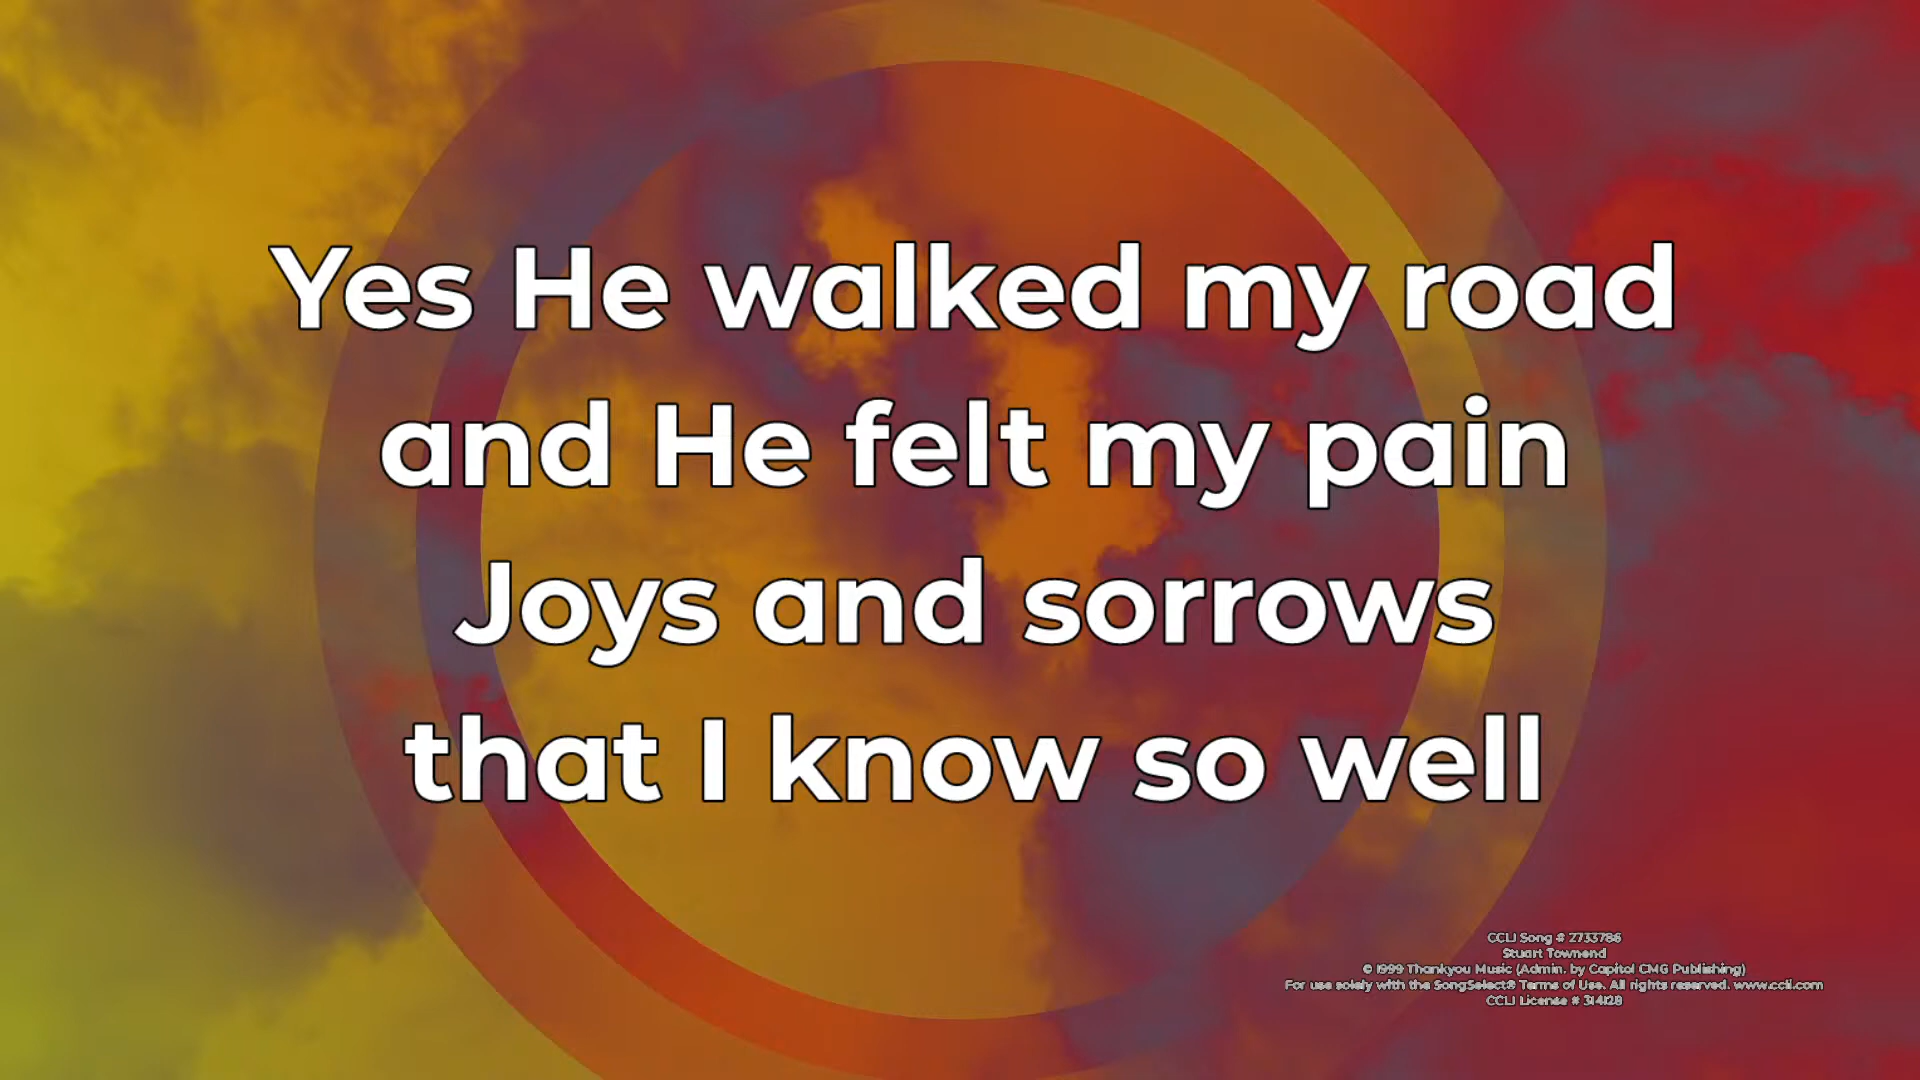 Yes He walked my road
and He felt my pain
Joys and sorrows
that I know so well
CCLI Song # 2733786
Stuart Townend
© 1999 Thankyou Music (Admin. by Capitol CMG Publishing)
For use solely with the SongSelect® Terms of Use. All rights reserved. www.ccli.com
CCLI License # 314128